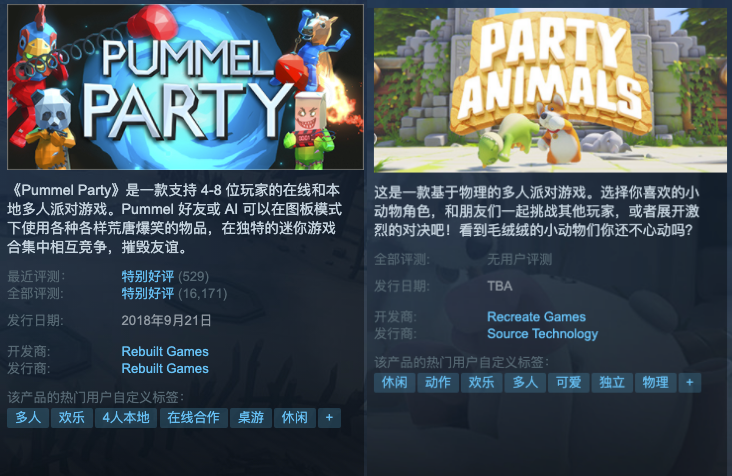 PUMMEL
PARTY
《Pummel Party》是一款支持 4-8 位玩家的在线和本
地多人派对游戏。Pummel 好友或 AI 可以在图板模式
下使用各种各样荒唐爆笑的物品，在独特的迷你游戏
合集中相互竞争，摧毁友谊。
最近评测： 特别好评 (529)
全部评测： 特别好评 (16,171)
发行日期： 2018年9月21日
开发商： Rebuilt Games
发行商： Rebuilt Games
该产品的热门用户自定义标签：
多人 欢乐 4人本地 在线合作 桌游 休闲 +
PARTY
ANIMALS
这是一款基于物理的多人派对游戏。选择你喜欢的小
动物角色，和朋友们一起挑战其他玩家，或者展开激
烈的对决吧！看到毛绒绒的小动物们你还不心动吗？
全部评测： 无用户评测
发行日期： TBA
开发商： Recreate Games
发行商： Source Technology
该产品的热门用户自定义标签：
休闲 动作 欢乐 多人 可爱 独立 物理 +